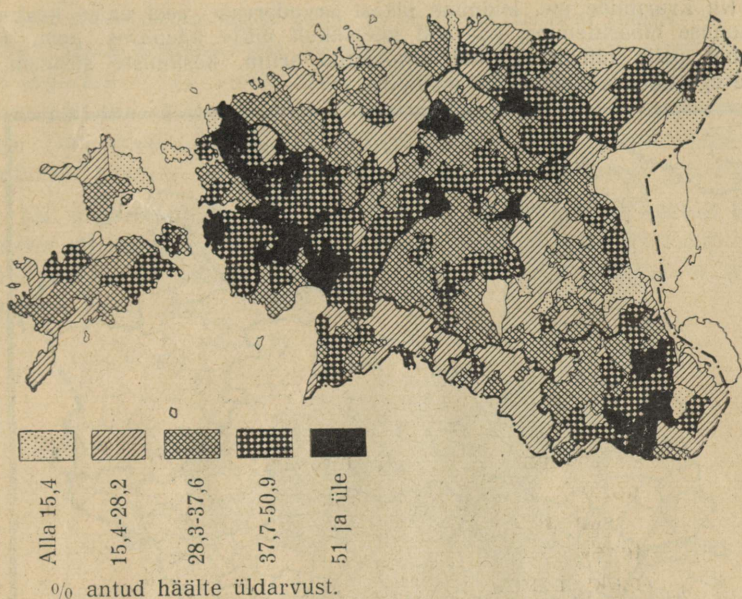 Alla 15,4
15,4-28,2
28,3-37,6
37,7-50,9
51 ja üle
% antud häälte üldarvust.